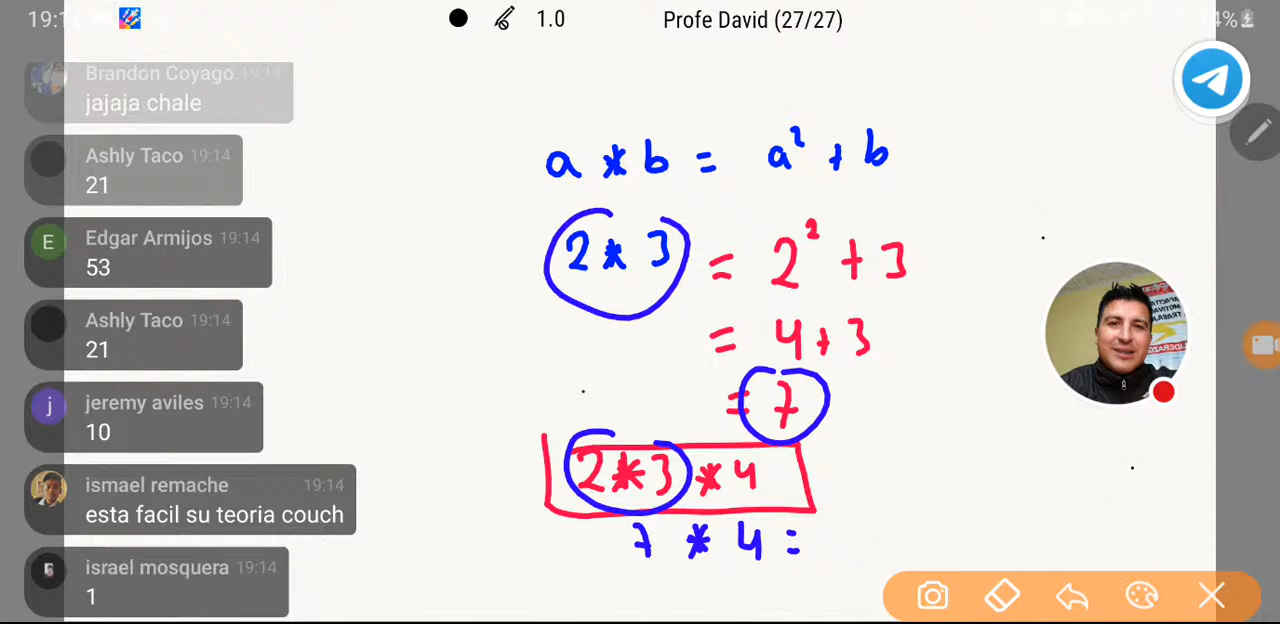 1.0
Profe David (27/27)
Brandon Coyago 19:14
jajaja chale
Ashly Taco 19:14
21
E
Edgar Armijos 19:14
53
Ashly Taco 19:14
21
j
jeremy aviles 19:14
10
ismael remache 19:14
esta facil su teoria couch
israel mosquera 19:14
1
a * b = a² + b
2 * 3 = 2² + 3
= 4 + 3
= 7
2 * 3 * 4
7 * 4 =